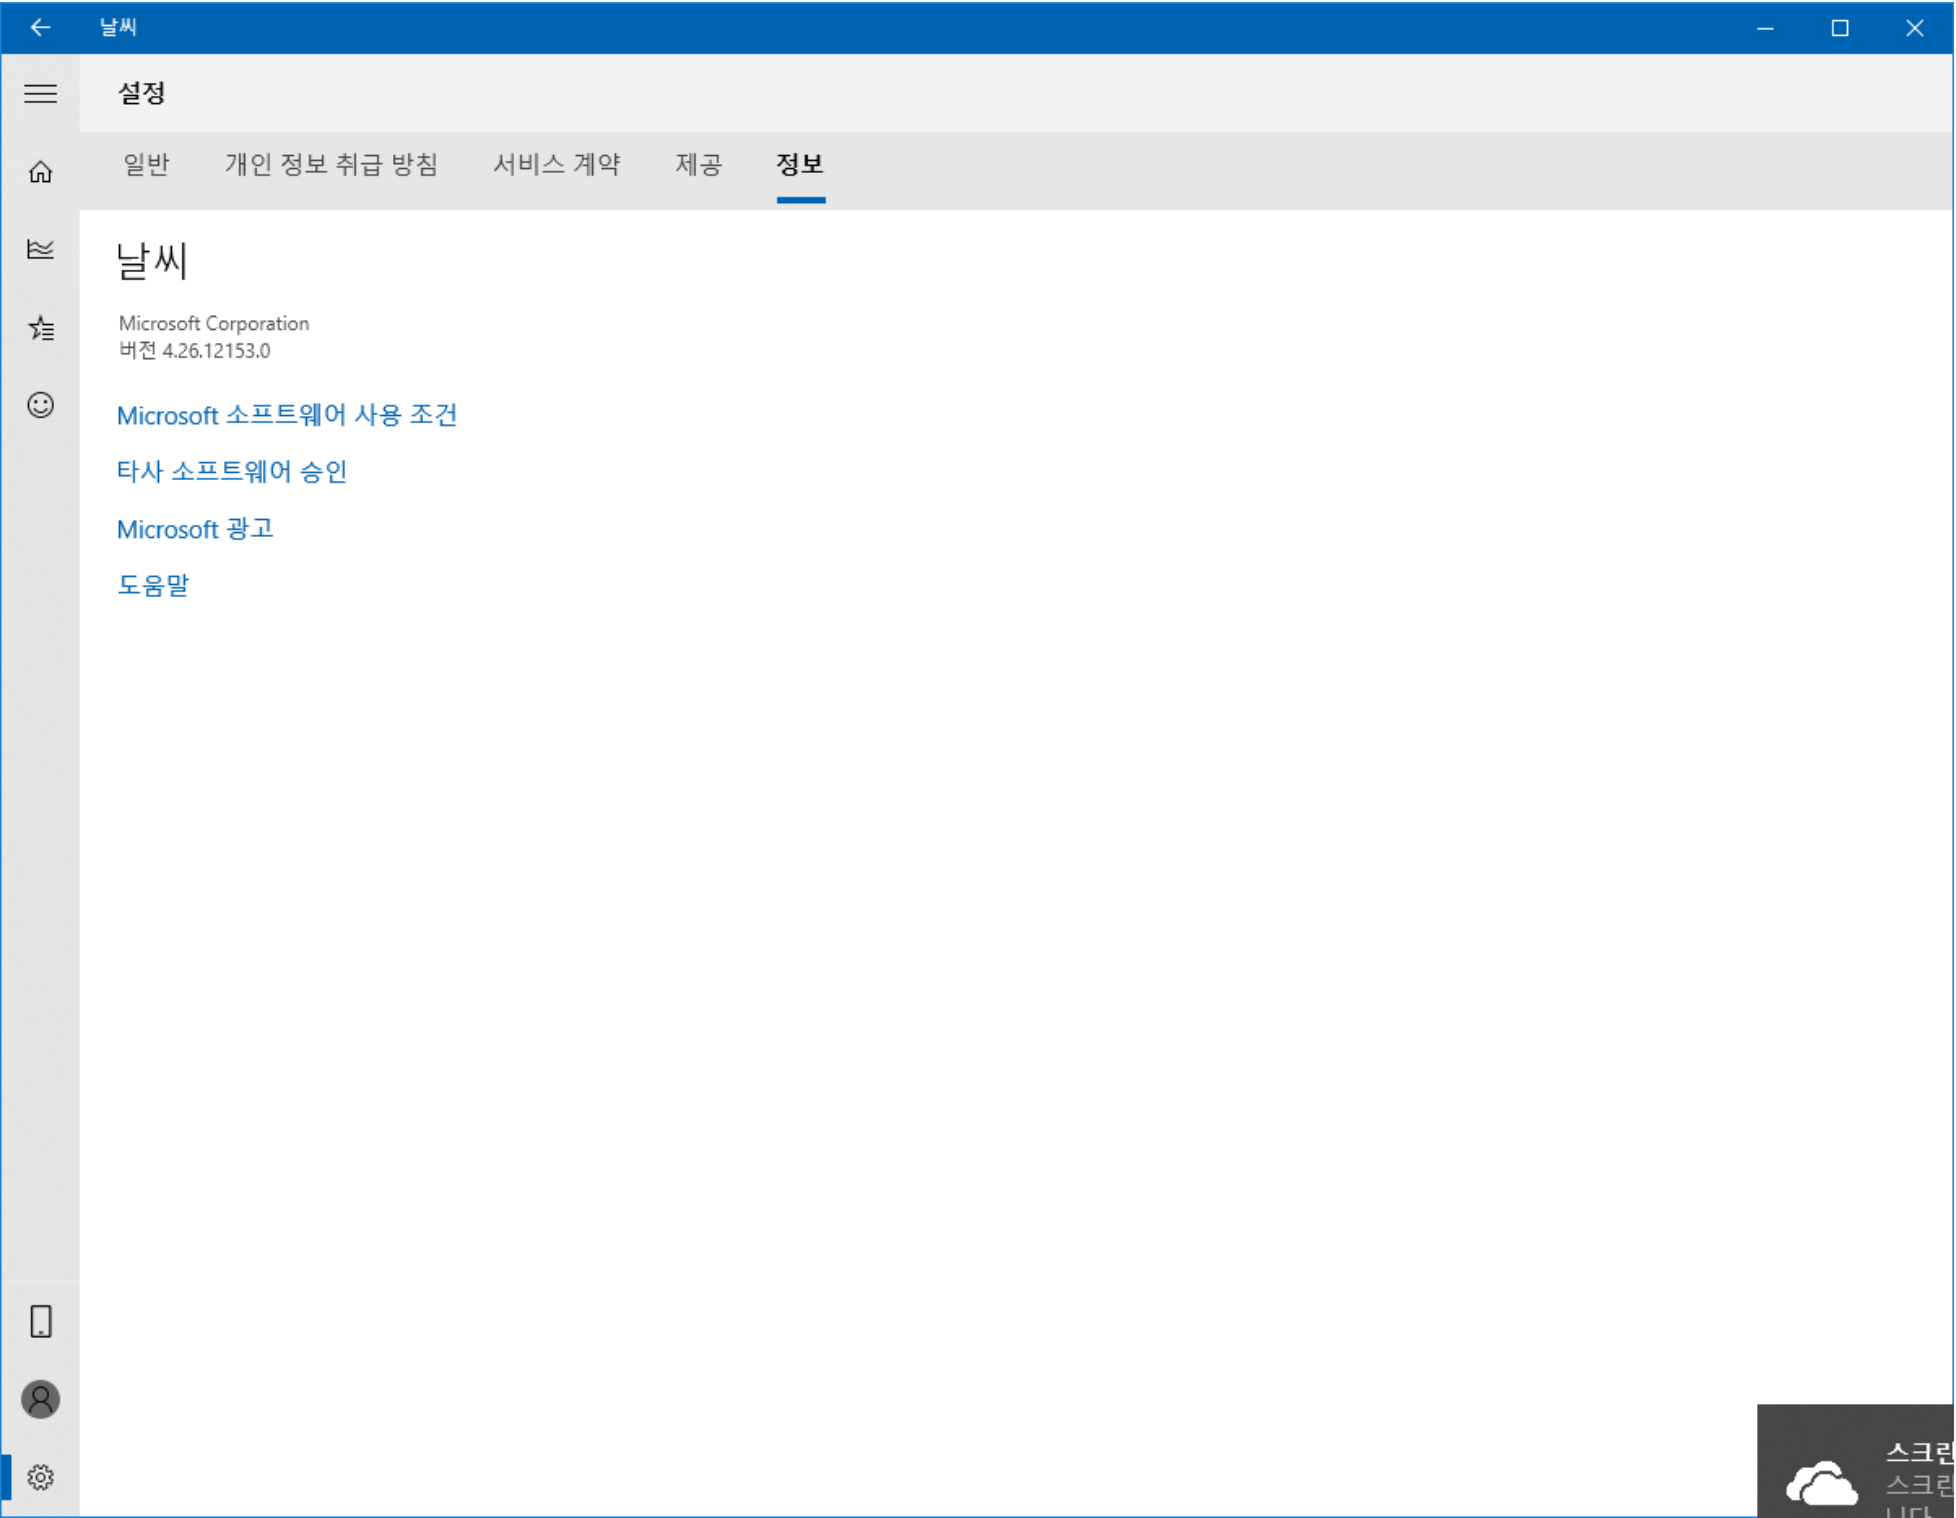 날씨
설정
일반 개인 정보 취급 방침 서비스 계약 제공 정보
날씨
Microsoft Corporation
버전 4.26.12153.0
Microsoft 소프트웨어 사용 조건
타사 소프트웨어 승인
Microsoft 광고
도움말
스크린
스크린
니다